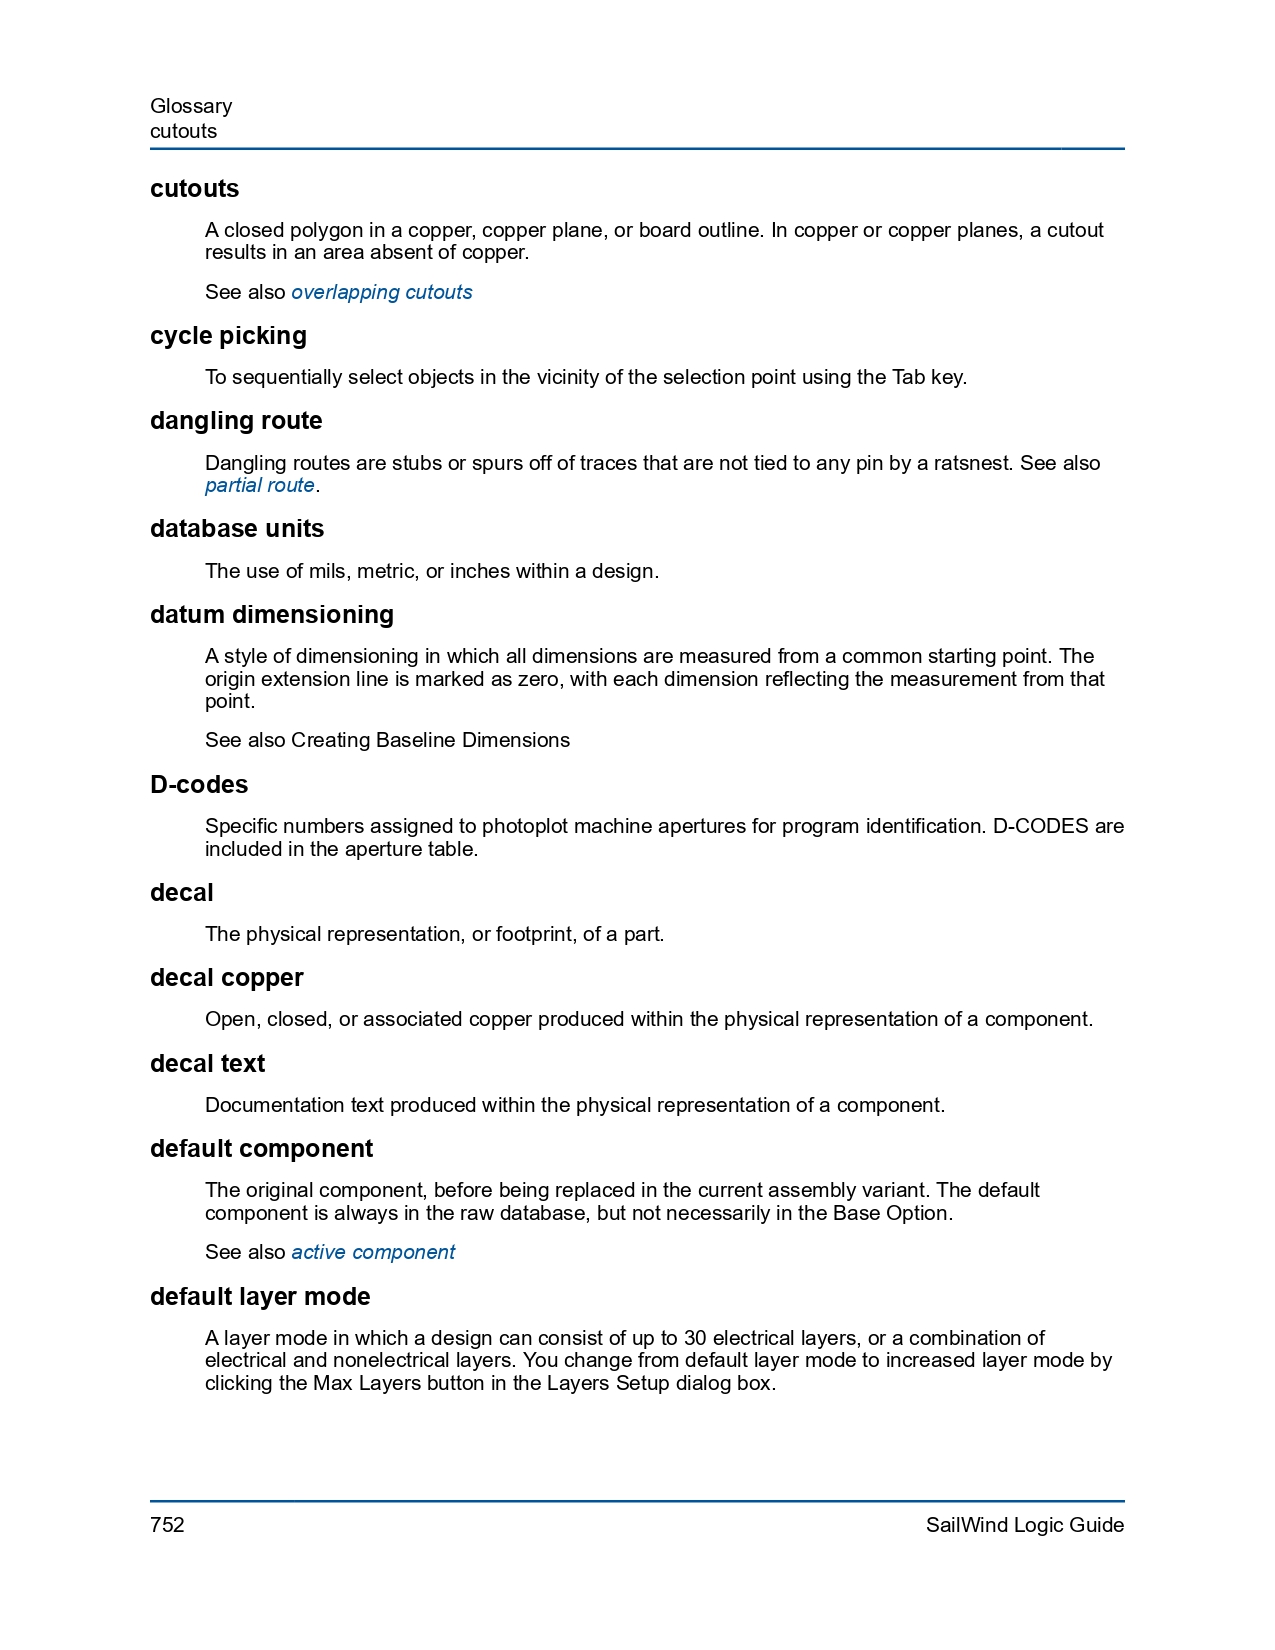 Glossary
cutouts
cutouts
A closed polygon in a copper, copper plane, or board outline. In copper or copper planes, a cutout
results in an area absent of copper.
See also overlapping cutouts
cycle picking
To sequentially select objects in the vicinity of the selection point using the Tab key.
dangling route
Dangling routes are stubs or spurs off of traces that are not tied to any pin by a ratsnest. See also
partial route.
database units
The use of mils, metric, or inches within a design.
datum dimensioning
A style of dimensioning in which all dimensions are measured from a common starting point. The
origin extension line is marked as zero, with each dimension reflecting the measurement from that
point.
See also Creating Baseline Dimensions
D-codes
Specific numbers assigned to photoplot machine apertures for program identification. D-CODES are
included in the aperture table.
decal
The physical representation, or footprint, of a part.
decal copper
Open, closed, or associated copper produced within the physical representation of a component.
decal text
Documentation text produced within the physical representation of a component.
default component
The original component, before being replaced in the current assembly variant. The default
component is always in the raw database, but not necessarily in the Base Option.
See also active component
default layer mode
A layer mode in which a design can consist of up to 30 electrical layers, or a combination of
electrical and nonelectrical layers. You change from default layer mode to increased layer mode by
clicking the Max Layers button in the Layers Setup dialog box.
752
SailWind Logic Guide